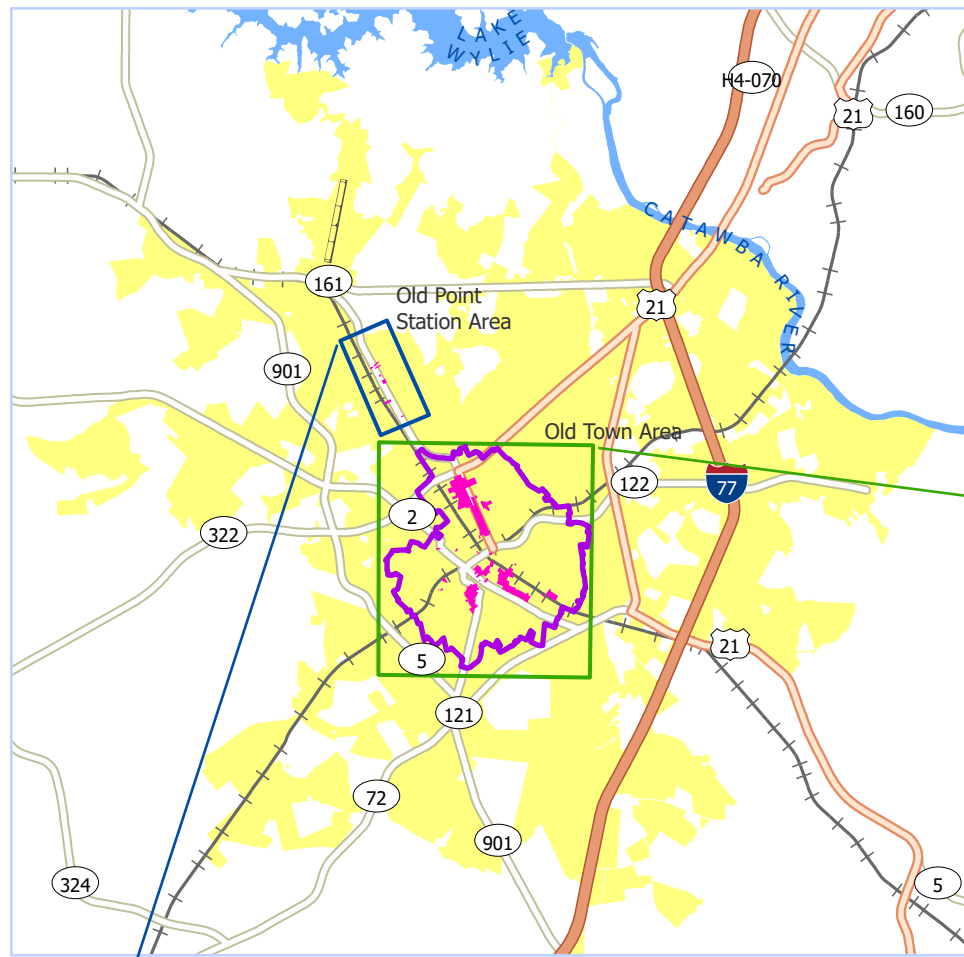 LAKE
WYLIE
H4-070
21
160
CATAWBA RIVER
161
Old Point
Station Area
21
901
Old Town Area
122
77
2
322
5
21
121
72
901
324
5